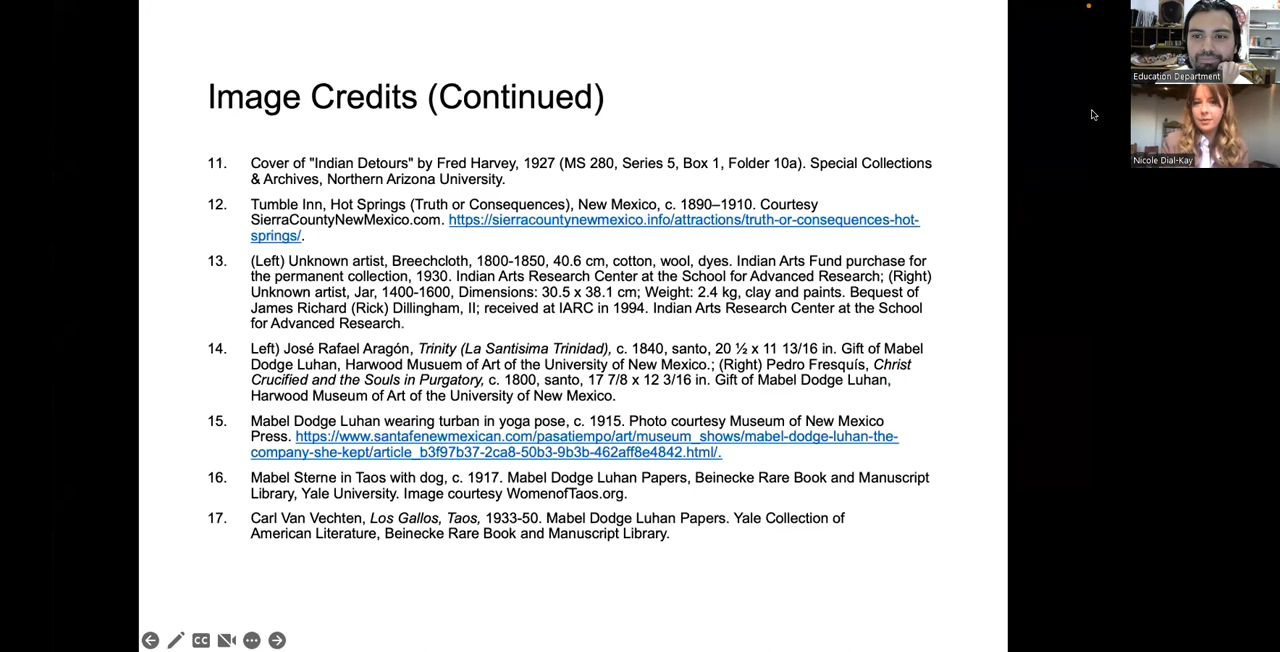 Image Credits (Continued)
11. Cover of "Indian Detours" by Fred Harvey, 1927 (MS 280, Series 5, Box 1, Folder 10a). Special Collections
& Archives, Northern Arizona University.
12. Tumble Inn, Hot Springs (Truth or Consequences), New Mexico, c. 1890–1910. Courtesy
SierraCountyNewMexico.com. https://sierracountynewmexico.info/attractions/truth-or-consequences-hot-
springs/.
13. (Left) Unknown artist, Breechcloth, 1800-1850, 40.6 cm, cotton, wool, dyes. Indian Arts Fund purchase for
the permanent collection, 1930. Indian Arts Research Center at the School for Advanced Research; (Right)
Unknown artist, Jar, 1400-1600, Dimensions: 30.5 x 38.1 cm; Weight: 2.4 kg, clay and paints. Bequest of
James Richard (Rick) Dillingham, II; received at IARC in 1994. Indian Arts Research Center at the School
for Advanced Research.
14. Left) José Rafael Aragón, Trinity (La Santisima Trinidad), c. 1840, santo, 20 ½ x 11 13/16 in. Gift of Mabel
Dodge Luhan, Harwood Musuem of Art of the University of New Mexico.; (Right) Pedro Fresquís, Christ
Crucified and the Souls in Purgatory, c. 1800, santo, 17 7/8 x 12 3/16 in. Gift of Mabel Dodge Luhan,
Harwood Museum of Art of the University of New Mexico.
15. Mabel Dodge Luhan wearing turban in yoga pose, c. 1915. Photo courtesy Museum of New Mexico
Press. https://www.santafenewmexican.com/pasatiempo/art/museum_shows/mabel-dodge-luhan-the-
company-she-kept/article_b3f97b37-2ca8-50b3-9b3b-462aff8e4842.html/.
16. Mabel Sterne in Taos with dog, c. 1917. Mabel Dodge Luhan Papers, Beinecke Rare Book and Manuscript
Library, Yale University. Image courtesy WomenofTaos.org.
17. Carl Van Vechten, Los Gallos, Taos, 1933-50. Mabel Dodge Luhan Papers. Yale Collection of
American Literature, Beinecke Rare Book and Manuscript Library.
Education Department
Nicole Dial-Kay
CC